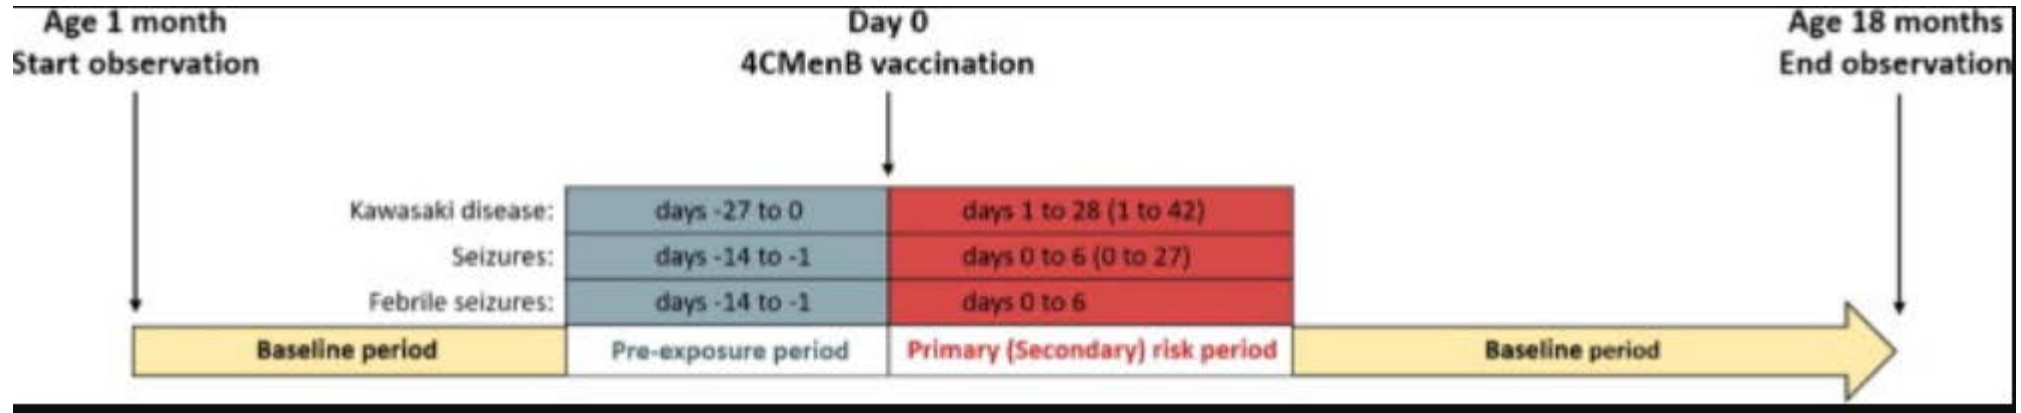 Age 1 month
Start observation
Day 0
4CMenB vaccination
Age 18 months
End observation
Kawasaki disease: days -27 to 0 days 1 to 28 (1 to 42)
Seizures: days -14 to -1 days 0 to 6 (0 to 27)
Febrile seizures: days -14 to -1 days 0 to 6
Baseline period Pre-exposure period Primary (Secondary) risk period Baseline period